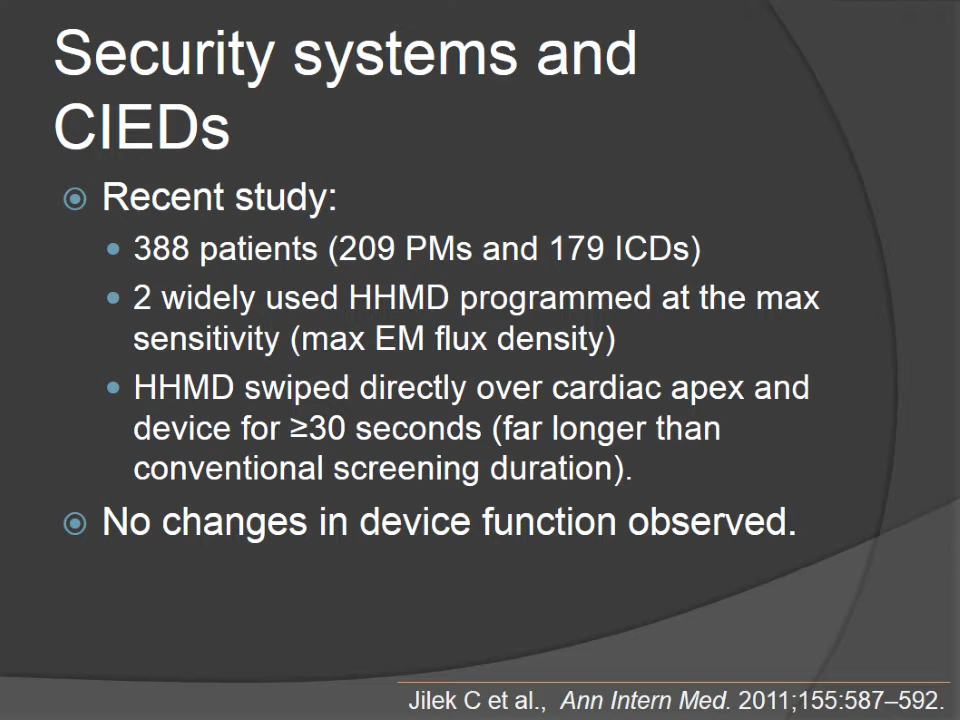 Security systems and
CIEDs
Recent study:
388 patients (209 PMs and 179 ICDs)
2 widely used HHMD programmed at the max
sensitivity (max EM flux density)
HHMD swiped directly over cardiac apex and
device for ≥30 seconds (far longer than
conventional screening duration).
No changes in device function observed.
Jilek C et al., Ann Intern Med. 2011;155:587–592.